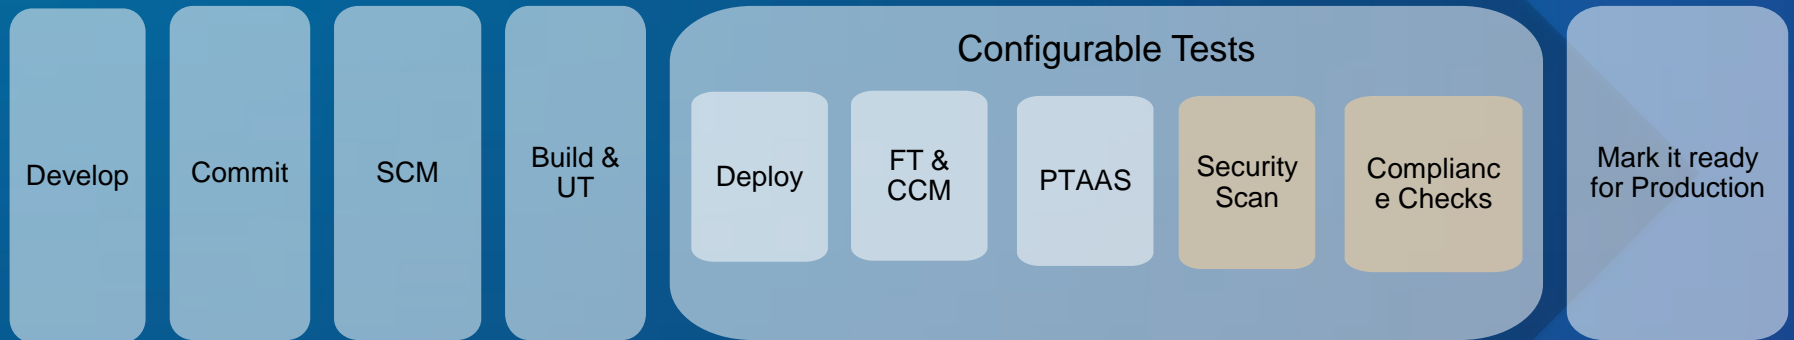 Develop
Commit
SCM
Build &
UT
Configurable Tests
Deploy
FT &
CCM
PTAAS
Security
Scan
Complianc
e Checks
Mark it ready
for Production